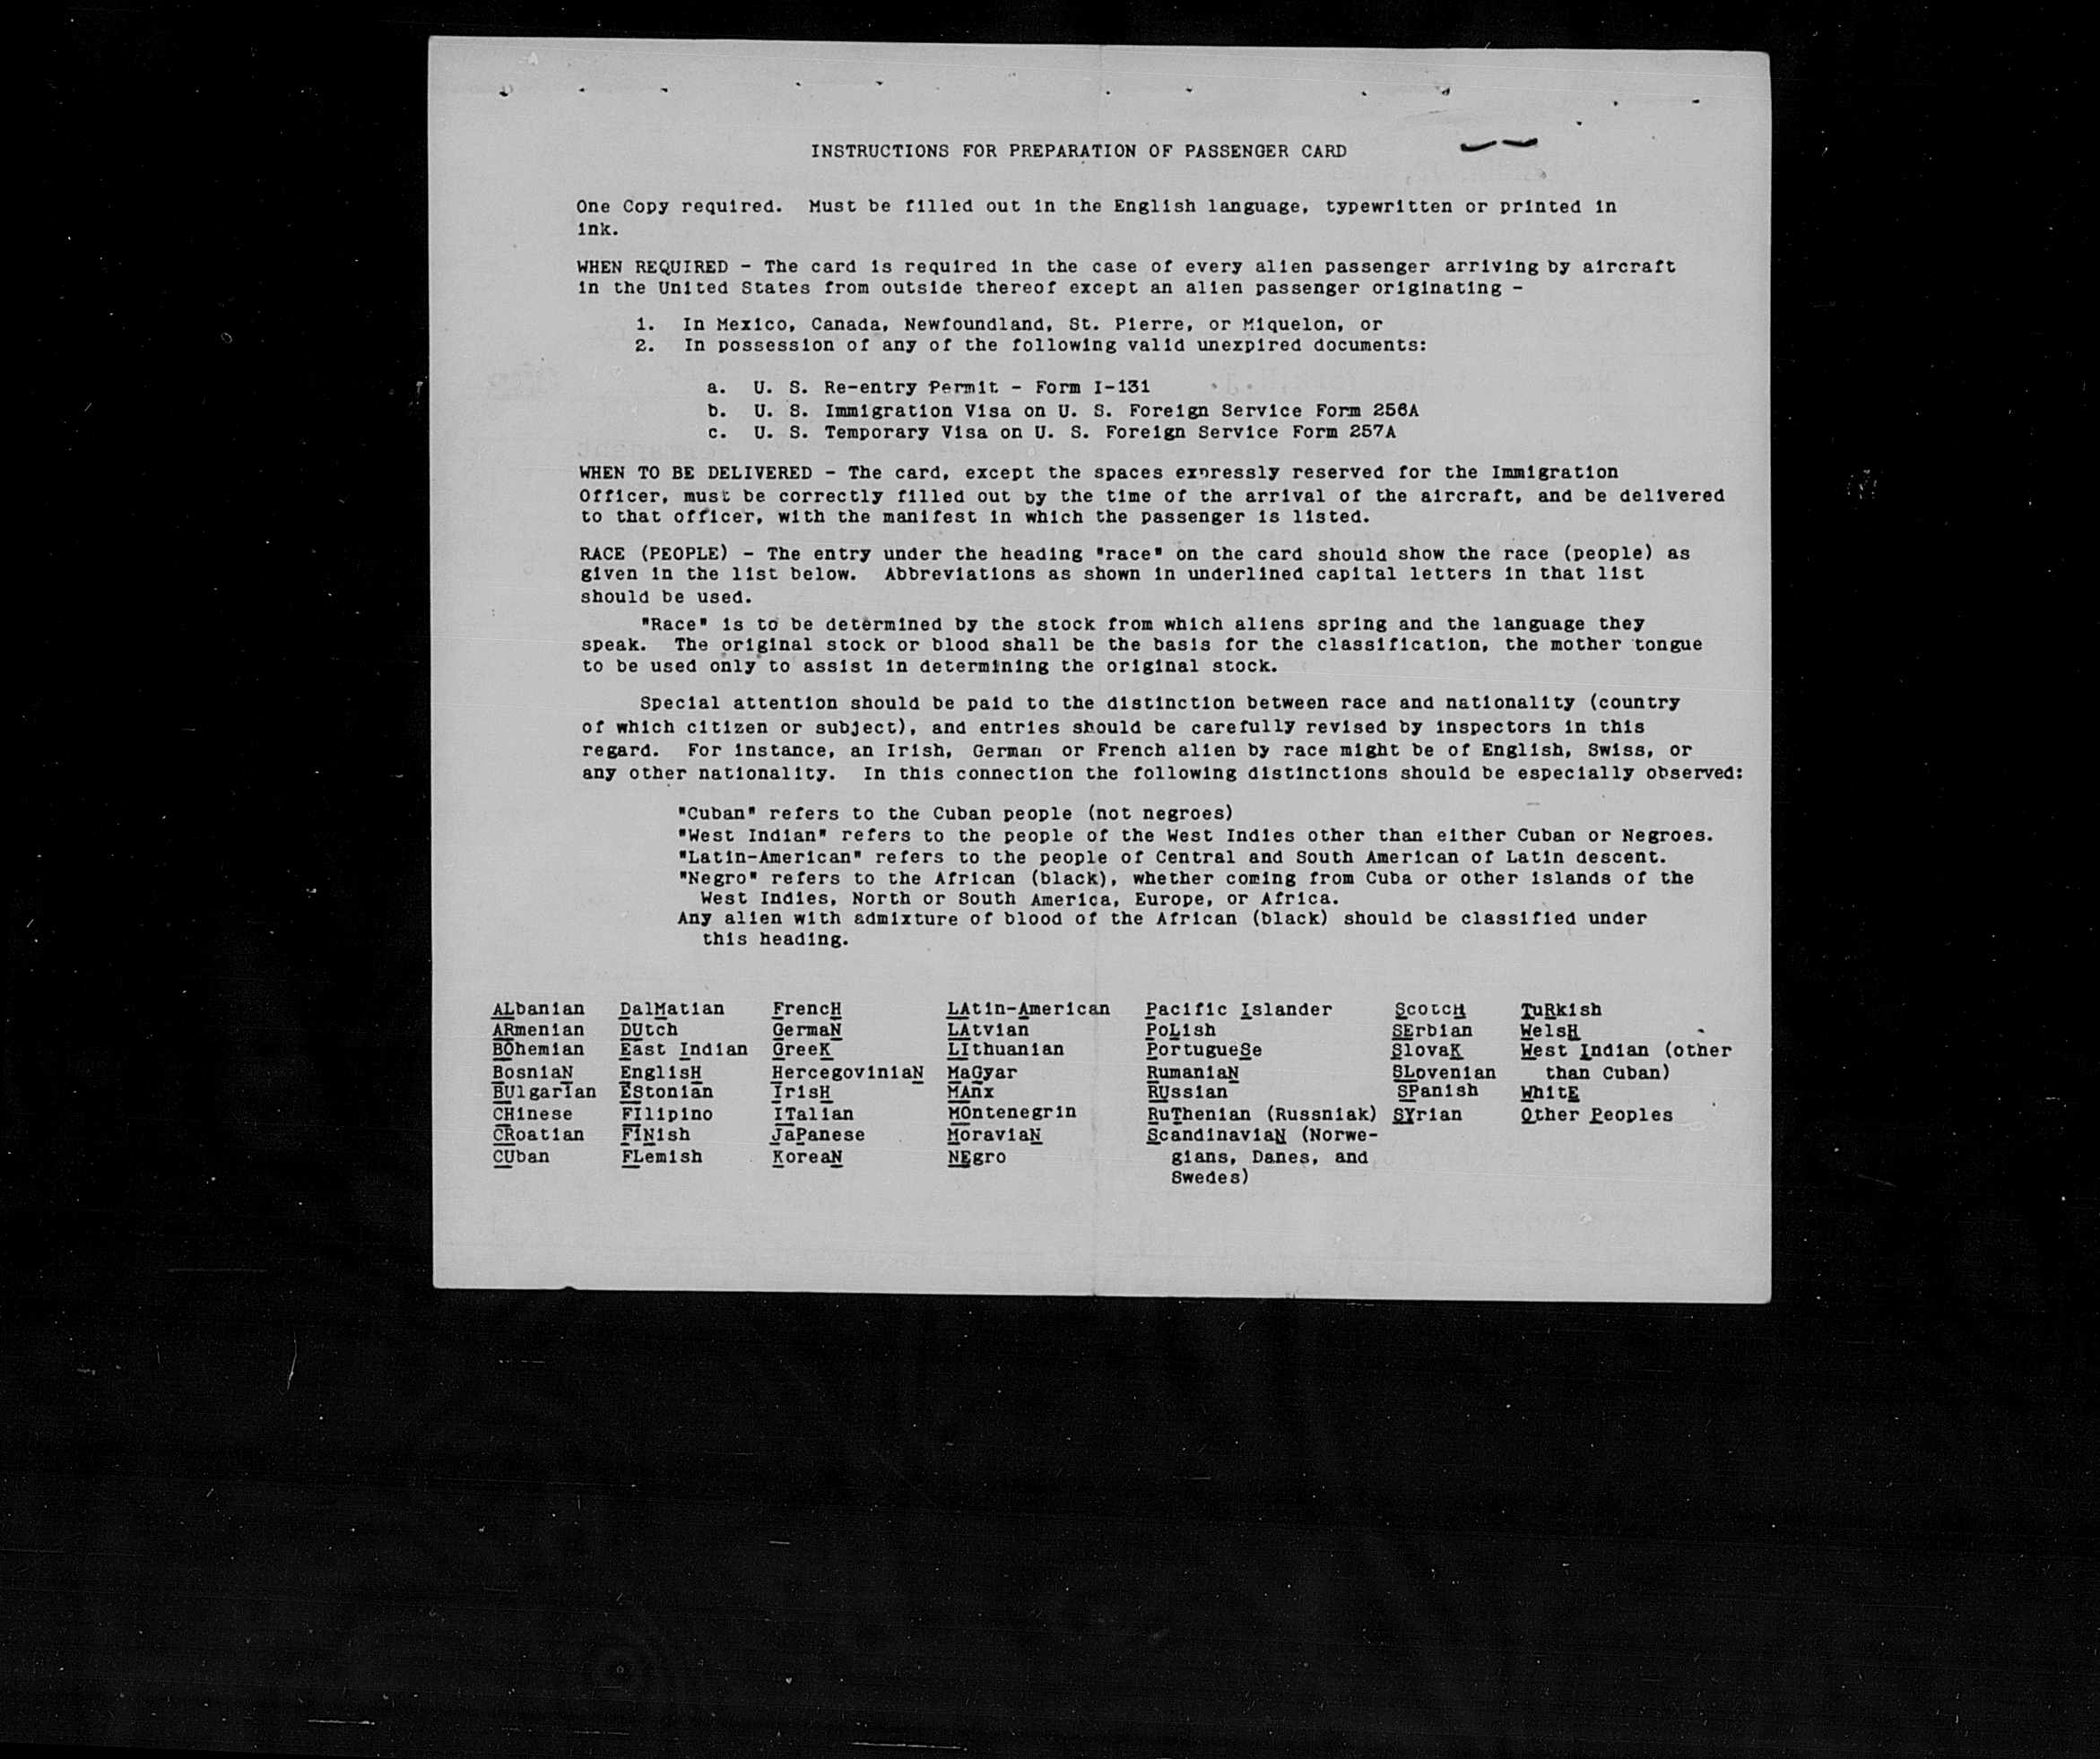 INSTRUCTIONS FOR PREPARATION OF PASSENGER CARD
One Copy required. Must be filled out in the English language, typewritten or printed in
ink.
WHEN REQUIRED - The card is required in the case of every alien passenger arriving by aircraft
in the United States from outside thereof except an alien passenger originating -
1. In Mexico, Canada, Newfoundland, St. Pierre, or Miquelon, or
2. In possession of any of the following valid unexpired documents:
a. U. S. Re-entry Permit - Form I-131
b. U. S. Immigration Visa on U. S. Foreign Service Form 256A
c. U. S. Temporary Visa on U. S. Foreign Service Form 257A
WHEN TO BE DELIVERED - The card, except the spaces expressly reserved for the Immigration
Officer, must be correctly filled out by the time of the arrival of the aircraft, and be delivered
to that officer, with the manifest in which the passenger is listed.
RACE (PEOPLE) - The entry under the heading "race" on the card should show the race (people) as
given in the list below. Abbreviations as shown in underlined capital letters in that list
should be used.
"Race" is to be determined by the stock from which aliens spring and the language they
speak. The original stock or blood shall be the basis for the classification, the mother tongue
to be used only to assist in determining the original stock.
Special attention should be paid to the distinction between race and nationality (country
of which citizen or subject), and entries should be carefully revised by inspectors in this
regard. For instance, an Irish, German or French alien by race might be of English, Swiss, or
any other nationality. In this connection the following distinctions should be especially observed:
"Cuban" refers to the Cuban people (not negroes)
"West Indian" refers to the people of the West Indies other than either Cuban or Negroes.
"Latin-American" refers to the people of Central and South American of Latin descent.
"Negro" refers to the African (black), whether coming from Cuba or other islands of the
West Indies, North or South America, Europe, or Africa.
Any alien with admixture of blood of the African (black) should be classified under
this heading.
ALbanian DalMatian FrencH LAtin-American Pacific Islander ScotcH TuRkish
ARmenian DUtch GermaN LAtvian PoLish SErbian WelsH
BOhemian East Indian GreeK LIthuanian PortugueSe SlovaK West Indian (other
BosniaN EnglisH HercegoviniaN MaGyar RumaniaN SLovenian than Cuban)
BUlgarian EStonian IrisH MAnx RUssian SPanish WhitE
CHinese FIlipino ITalian MOntenegrin RuThenian (Russniak) SYrian Other Peoples
CRoatian FINish JaPanese MoraviaN ScandinaviaN (Norwe-
CUban FLemish KoreaN NEgro gians, Danes, and
Swedes)